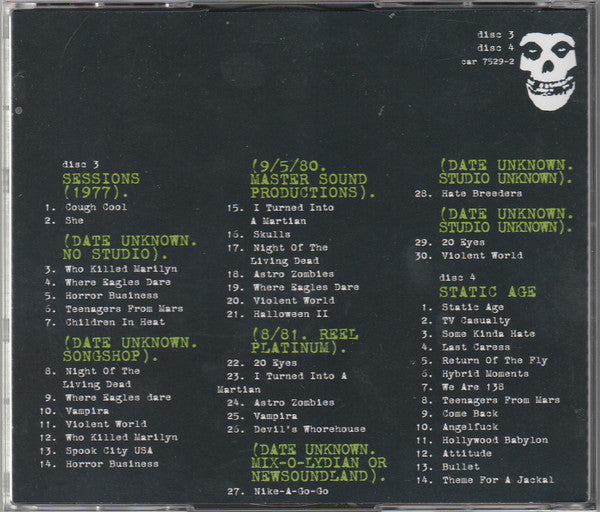 disc 3
disc 4
car 7529-2
disc 3
SESSIONS
(1977).
1. Cough Cool
2. She
(DATE UNKNOWN.
NO STUDIO).
3. Who Killed Marilyn
4. Where Eagles Dare
5. Horror Business
6. Teenagers From Mars
7. Children In Heat
(DATE UNKNOWN.
SONGSHOP).
8. Night Of The
Living Dead
9. Where Eagles dare
10. Vampira
11. Violent World
12. Who Killed Marilyn
13. Spook City USA
14. Horror Business
(9/5/80.
MASTER SOUND
PRODUCTIONS).
15. I Turned Into
A Martian
16. Skulls
17. Night Of The
Living Dead
18. Astro Zombies
19. Where Eagles Dare
20. Violent World
21. Halloween II
(8/81. REEL
PLATINUM).
22. 20 Eyes
23. I Turned Into A
Martian
24. Astro Zombies
25. Vampira
26. Devil's Whorehouse
(DATE UNKNOWN.
MIX-O-LYDIAN OR
NEWSOUNDLAND).
27. Nike-A-Go-Go
(DATE UNKNOWN.
STUDIO UNKNOWN).
28. Hate Breeders
(DATE UNKNOWN.
STUDIO UNKNOWN).
29. 20 Eyes
30. Violent World
disc 4
STATIC AGE
1. Static Age
2. TV Casualty
3. Some Kinda Hate
4. Last Caress
5. Return Of The Fly
6. Hybrid Moments
7. We Are 138
8. Teenagers From Mars
9. Come Back
10. Angelfuck
11. Hollywood Babylon
12. Attitude
13. Bullet
14. Theme For A Jackal